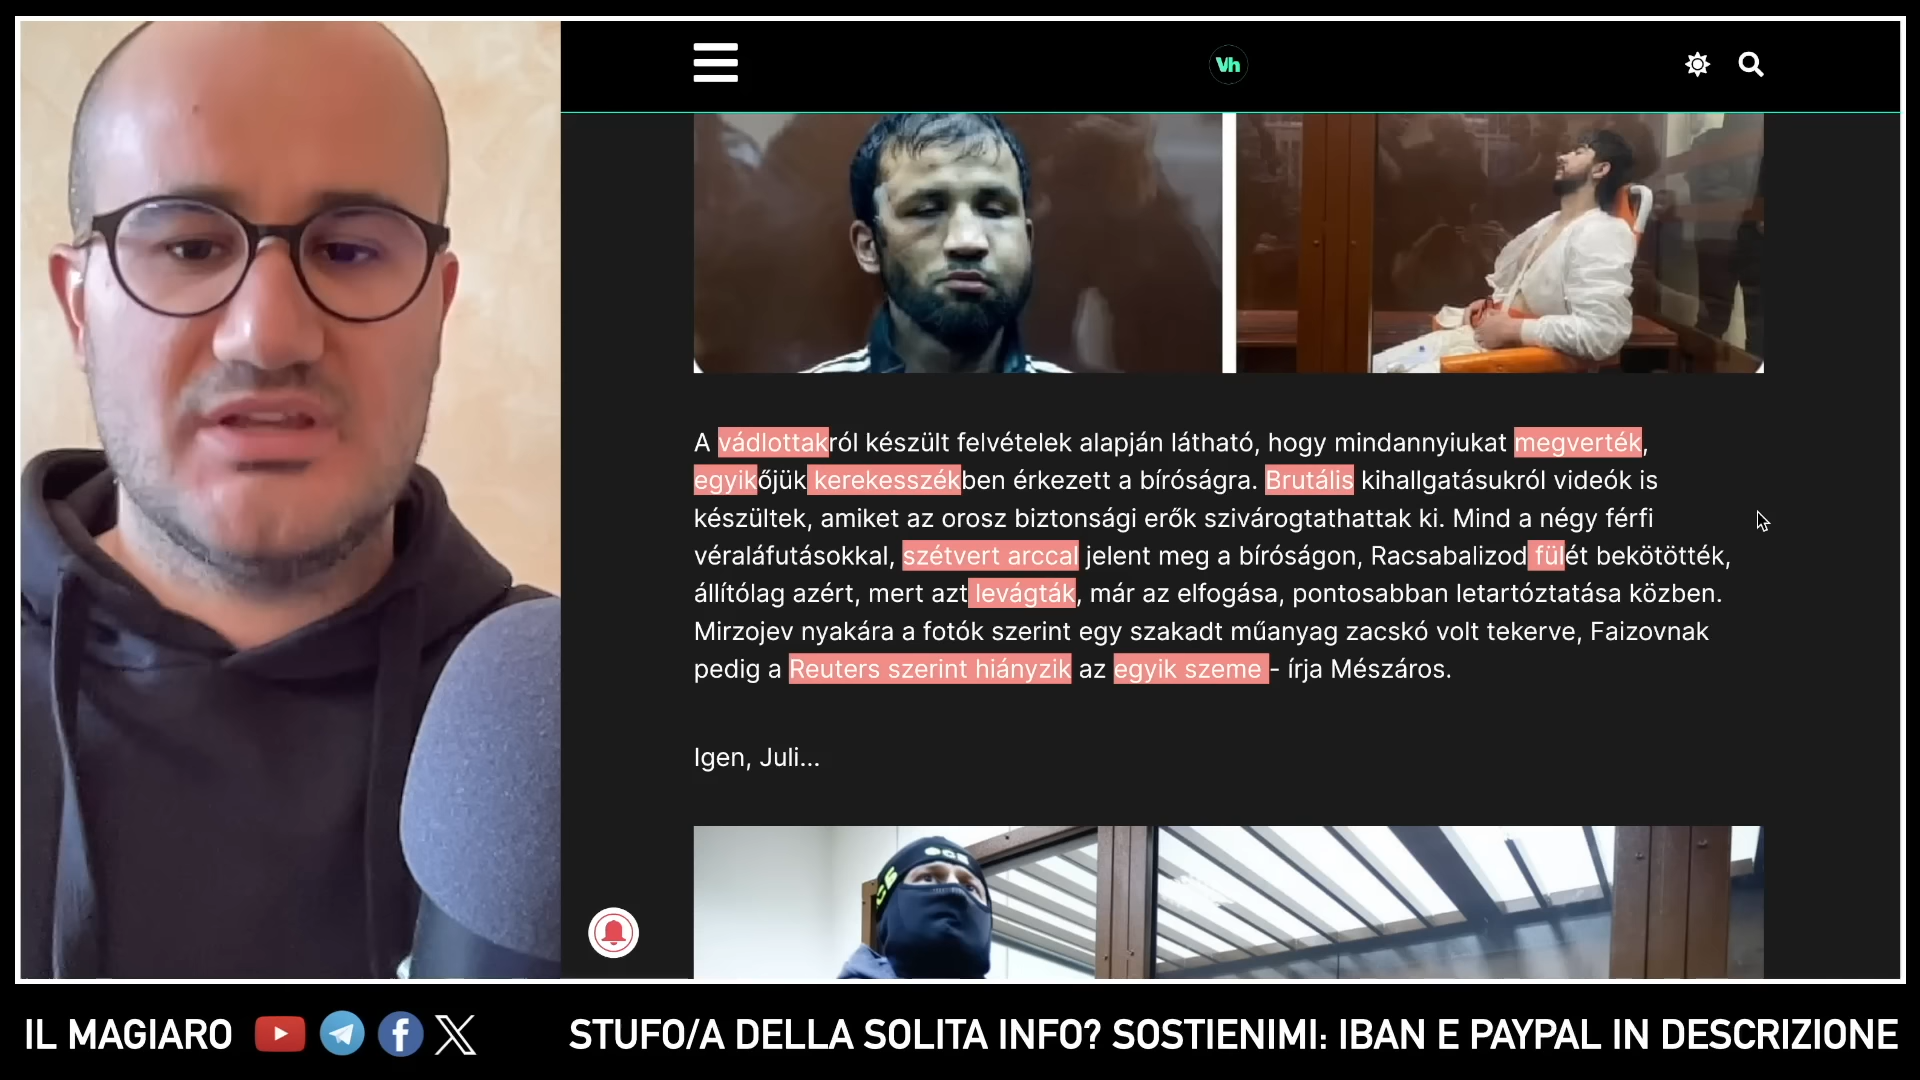 Vh
A vádlottakról készült felvételek alapján látható, hogy mindannyiukat megverték,
egyikőjük kerekesszékben érkezett a bíróságra. Brutális kihallgatásukról videók is
készültek, amiket az orosz biztonsági erők szivárogtathattak ki. Mind a négy férfi
véraláfutásokkal, szétvert arccal jelent meg a bíróságon, Racsabalizod fülét bekötötték,
állítólag azért, mert azt levágták, már az elfogása, pontosabban letartóztatása közben.
Mirzojev nyakára a fotók szerint egy szakadt műanyag zacskó volt tekerve, Faizovnak
pedig a Reuters szerint hiányzik az egyik szeme - írja Mészáros.
Igen, Juli...
ФСБ
IL MAGIARO
STUFO/A DELLA SOLITA INFO? SOSTIENIMI: IBAN E PAYPAL IN DESCRIZIONE